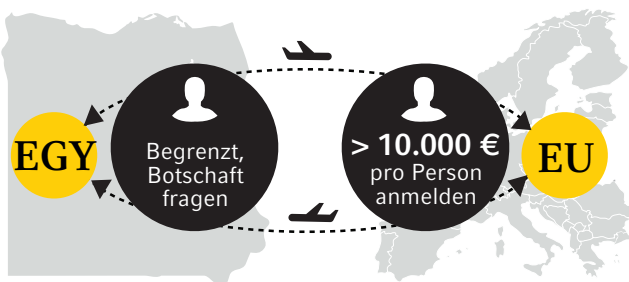 EGY
Begrenzt,
Botschaft
fragen
> 10.000 €
pro Person
anmelden
EU